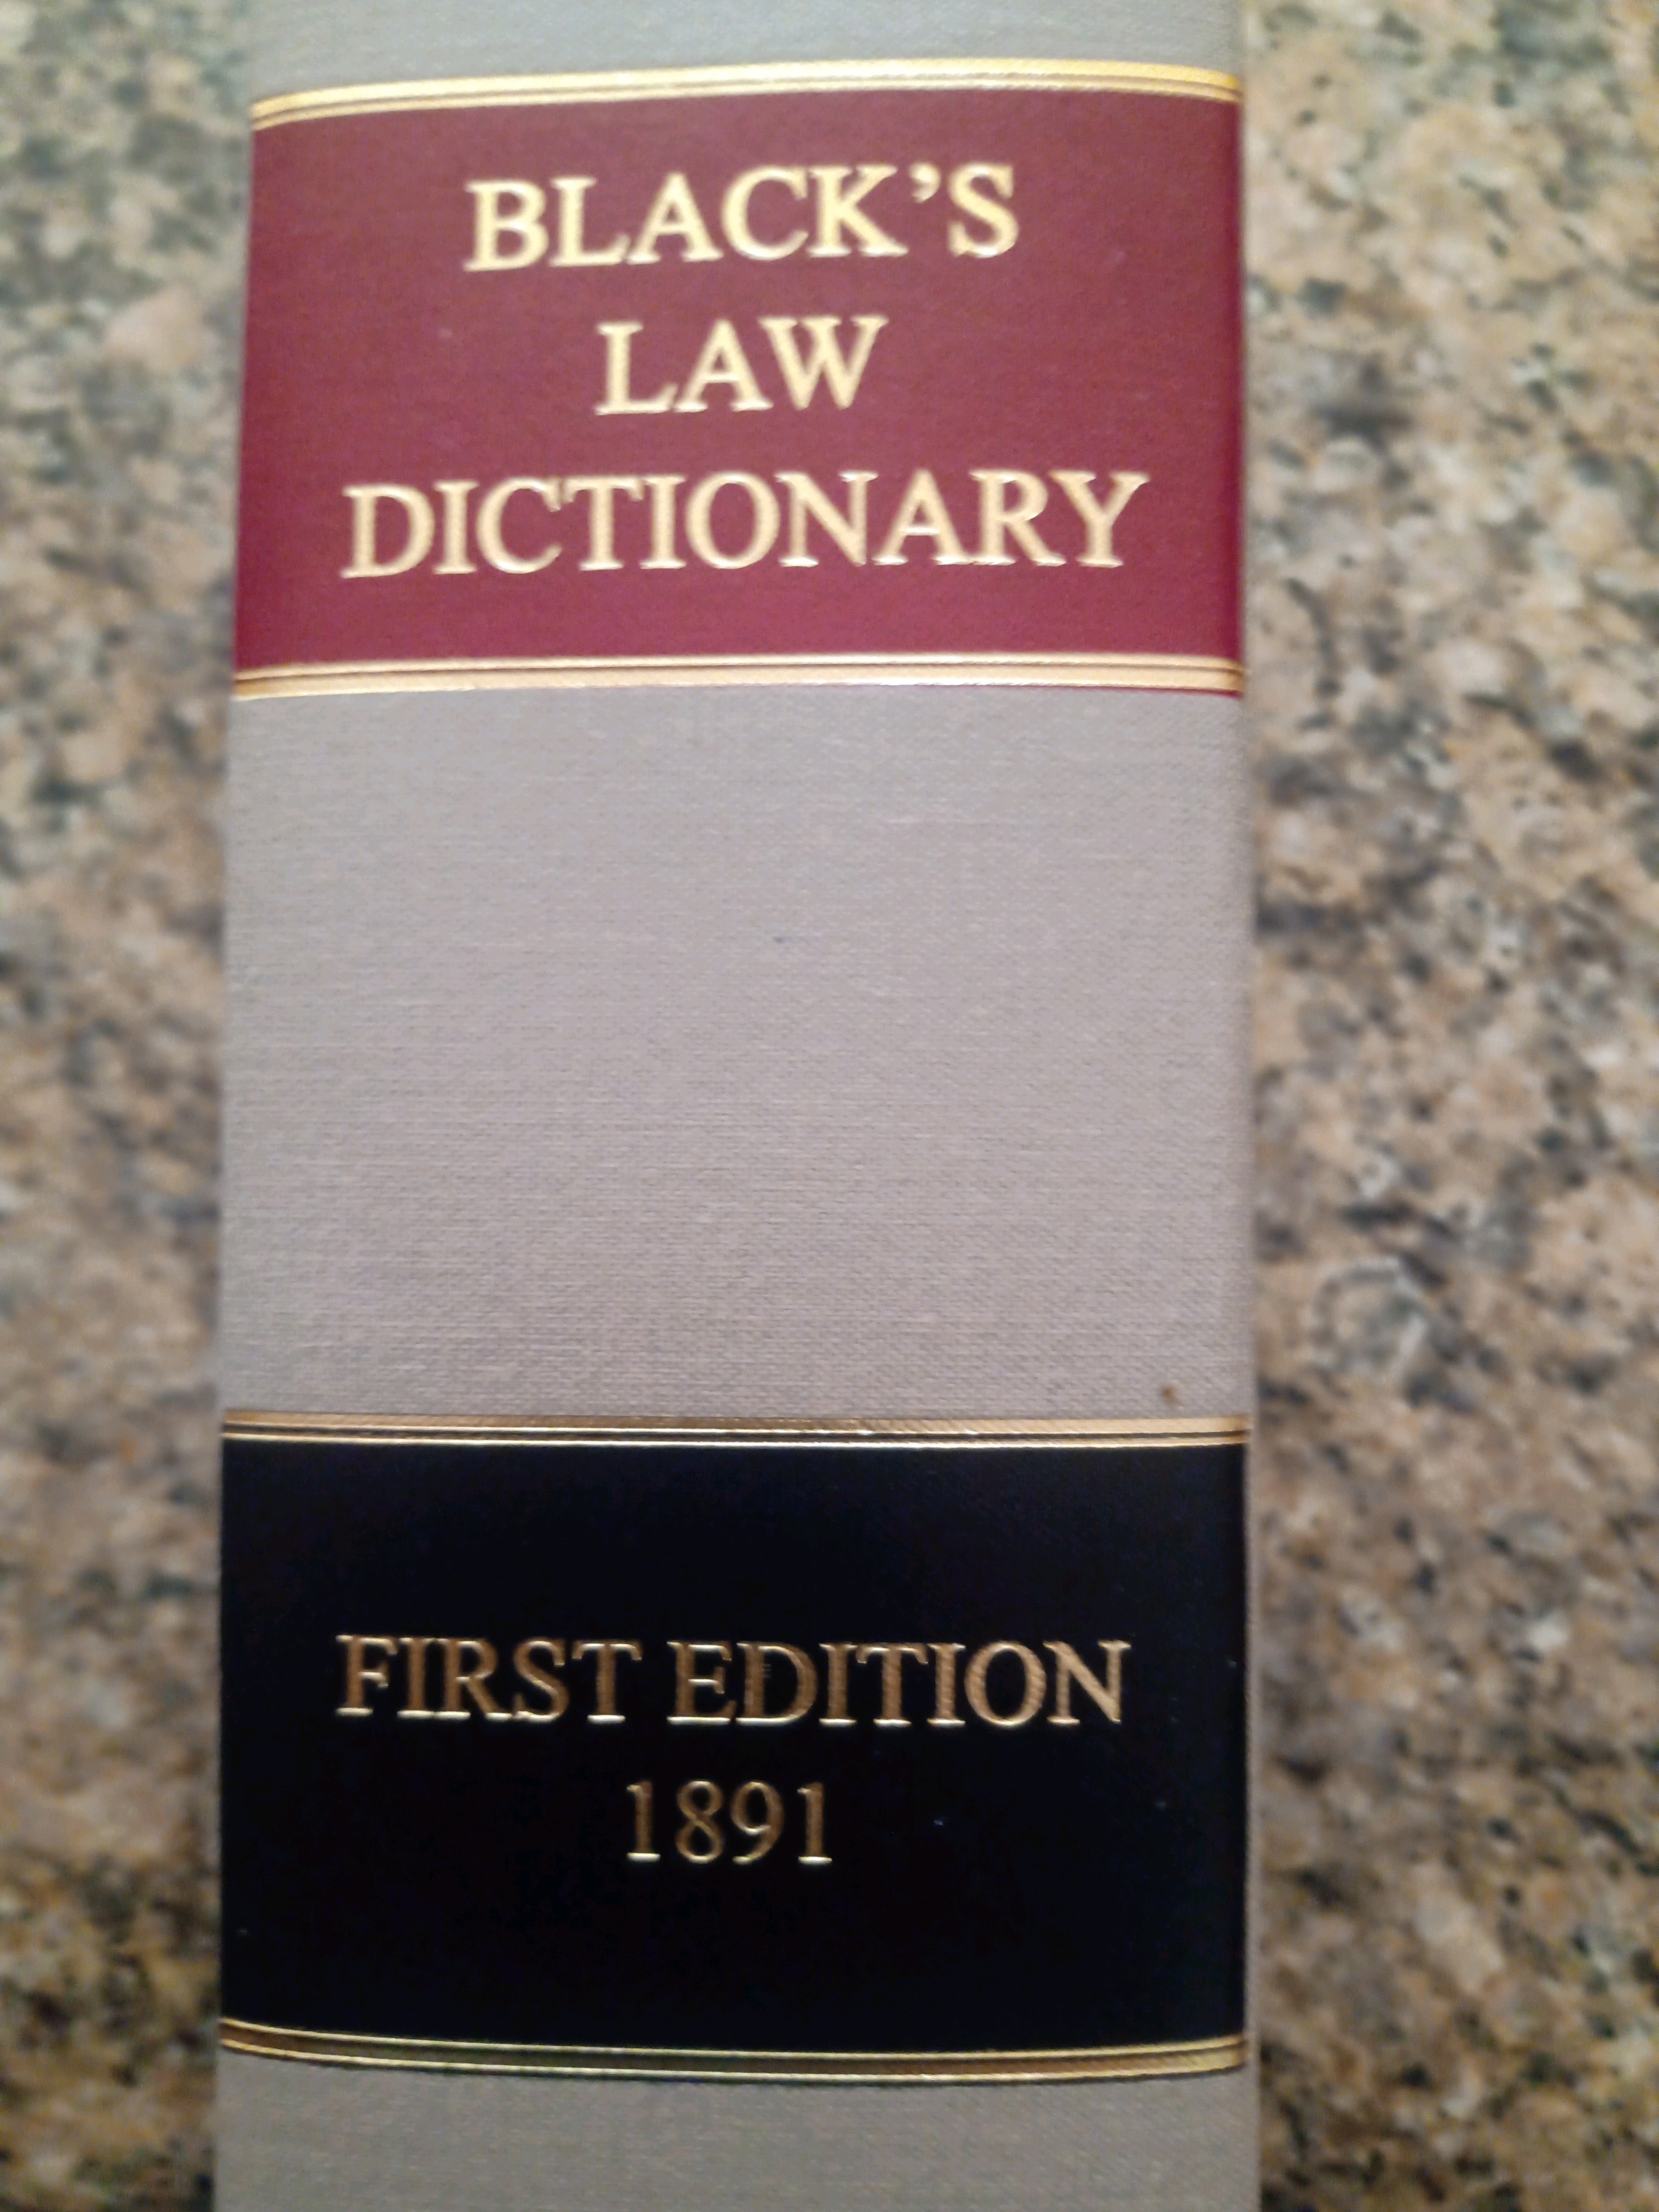 BLACK’S
LAW
DICTIONARY
FIRST EDITION
1891